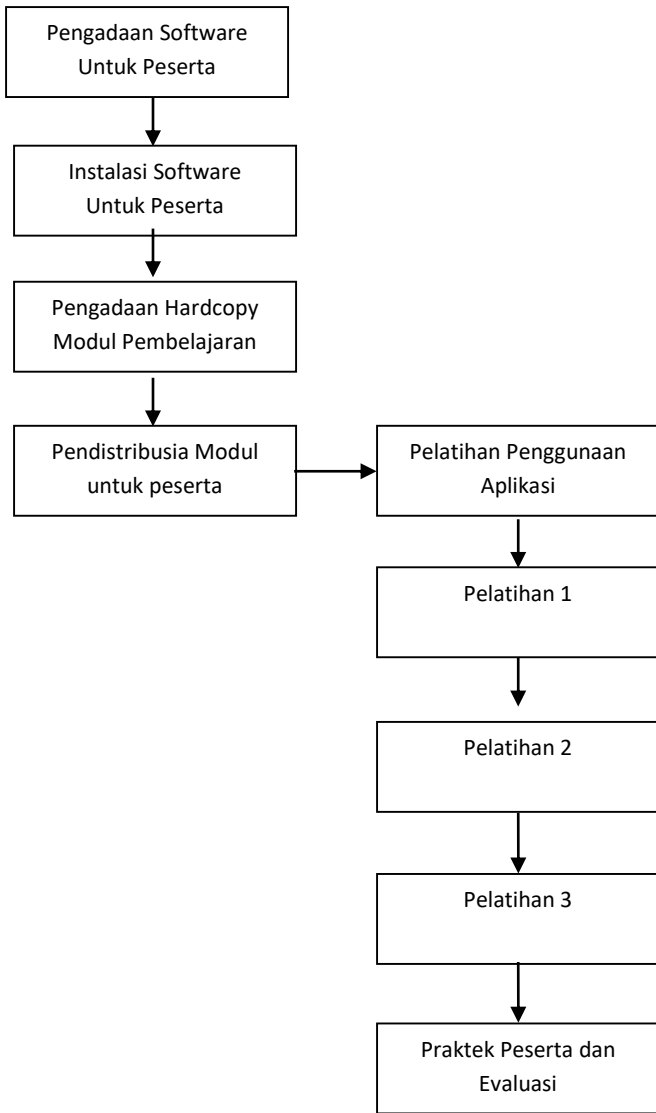 Pengadaan Software
Untuk Peserta
Instalasi Software
Untuk Peserta
Pengadaan Hardcopy
Modul Pembelajaran
Pendistribusia Modul
untuk peserta
Pelatihan Penggunaan
Aplikasi
Pelatihan 1
Pelatihan 2
Pelatihan 3
Praktek Peserta dan
Evaluasi